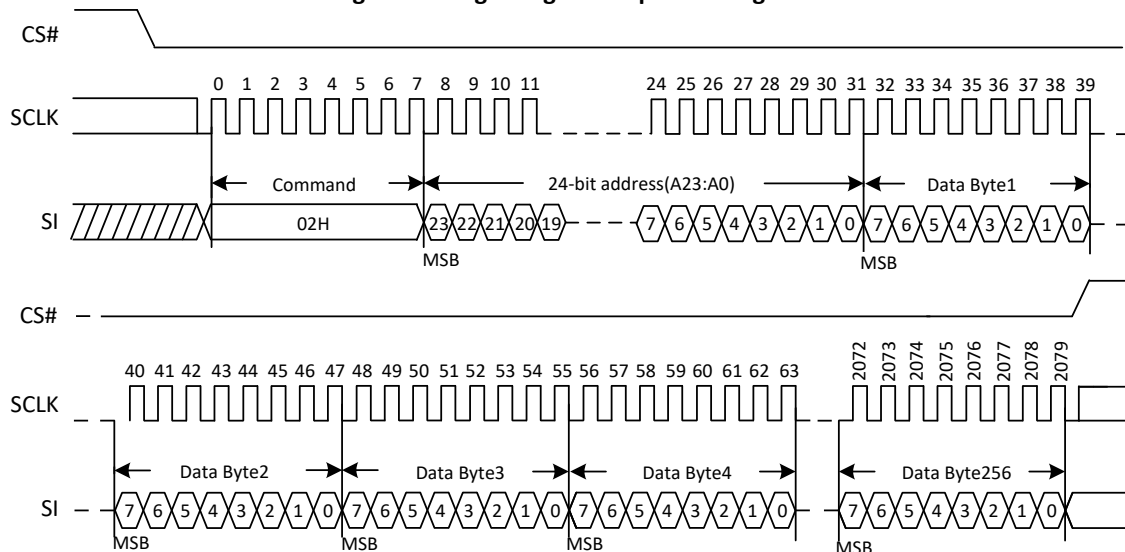 CS#
0 1 2 3 4 5 6 7 8 9 10 11 24 25 26 27 28 29 30 31 32 33 34 35 36 37 38 39
SCLK
Command 24-bit address(A23:A0) Data Byte1
SI 02H 23 22 21 20 19 7 6 5 4 3 2 1 0 7 6 5 4 3 2 1 0
MSB MSB
CS#
40 41 42 43 44 45 46 47 48 49 50 51 52 53 54 55 56 57 58 59 60 61 62 63 2072 2073 2074 2075 2076 2077 2078 2079
SCLK
Data Byte2 Data Byte3 Data Byte4 Data Byte256
SI 7 6 5 4 3 2 1 0 7 6 5 4 3 2 1 0 7 6 5 4 3 2 1 0 7 6 5 4 3 2 1 0
MSB MSB MSB MSB